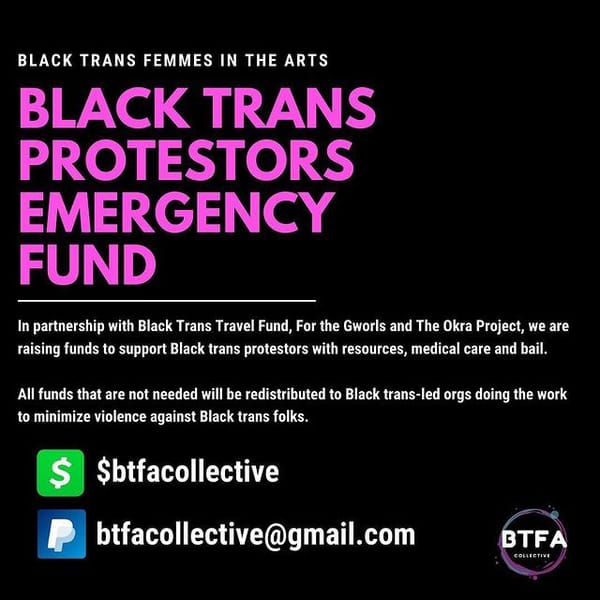 BLACK TRANS FEMMES IN THE ARTS
BLACK TRANS
PROTESTORS
EMERGENCY
FUND
In partnership with Black Trans Travel Fund, For the Gworls and The Okra Project, we are
raising funds to support Black trans protestors with resources, medical care and bail.
All funds that are not needed will be redistributed to Black trans-led orgs doing the work
to minimize violence against Black trans folks.
$
$btfacollective
P
btfacollective@gmail.com
BTFA
COLLECTIVE